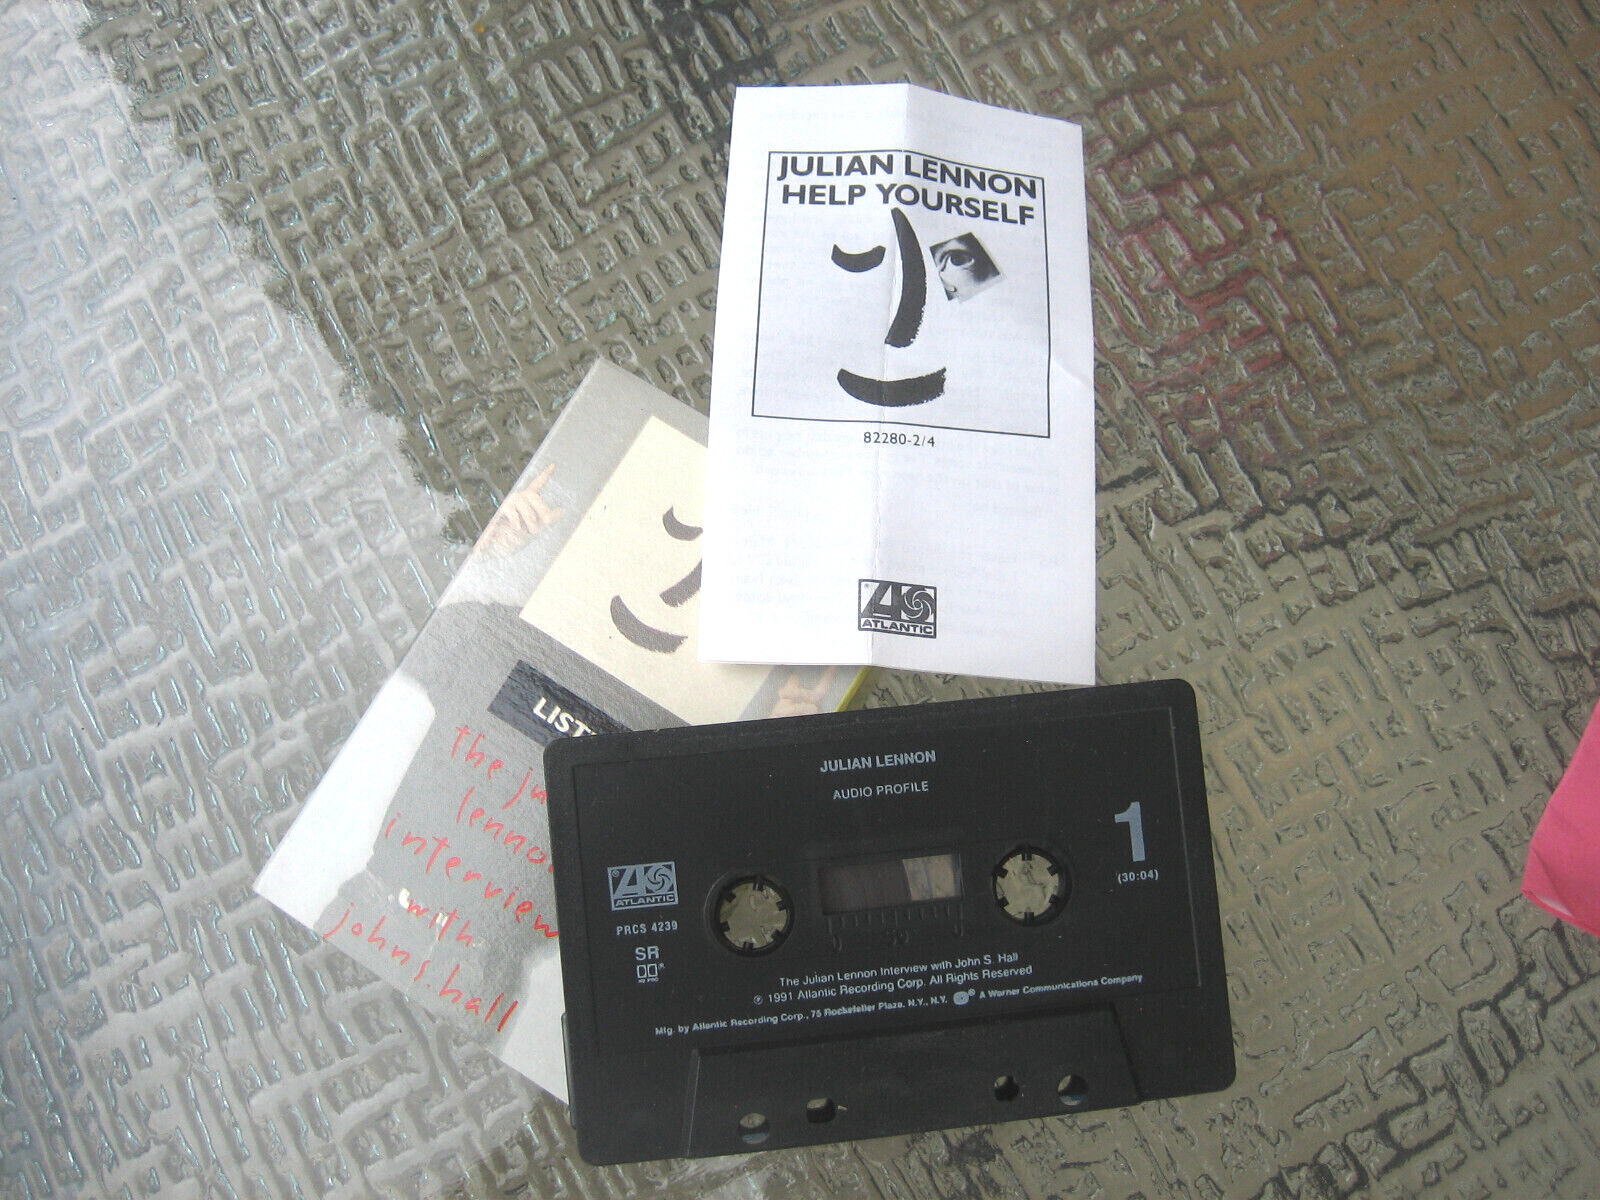 JULIAN LENNON
HELP YOURSELF
82280-2/4
ATLANTIC
LIST
the ju
lenno
interview
with
john s. hall
JULIAN LENNON
AUDIO PROFILE
1
(30:04)
ATLANTIC
PRCS 4239
SR
The Julian Lennon Interview with John S. Hall
℗ 1991 Atlantic Recording Corp. All Rights Reserved
Mfg. by Atlantic Recording Corp., 75 Rockefeller Plaza, N.Y., N.Y. A Warner Communications Company